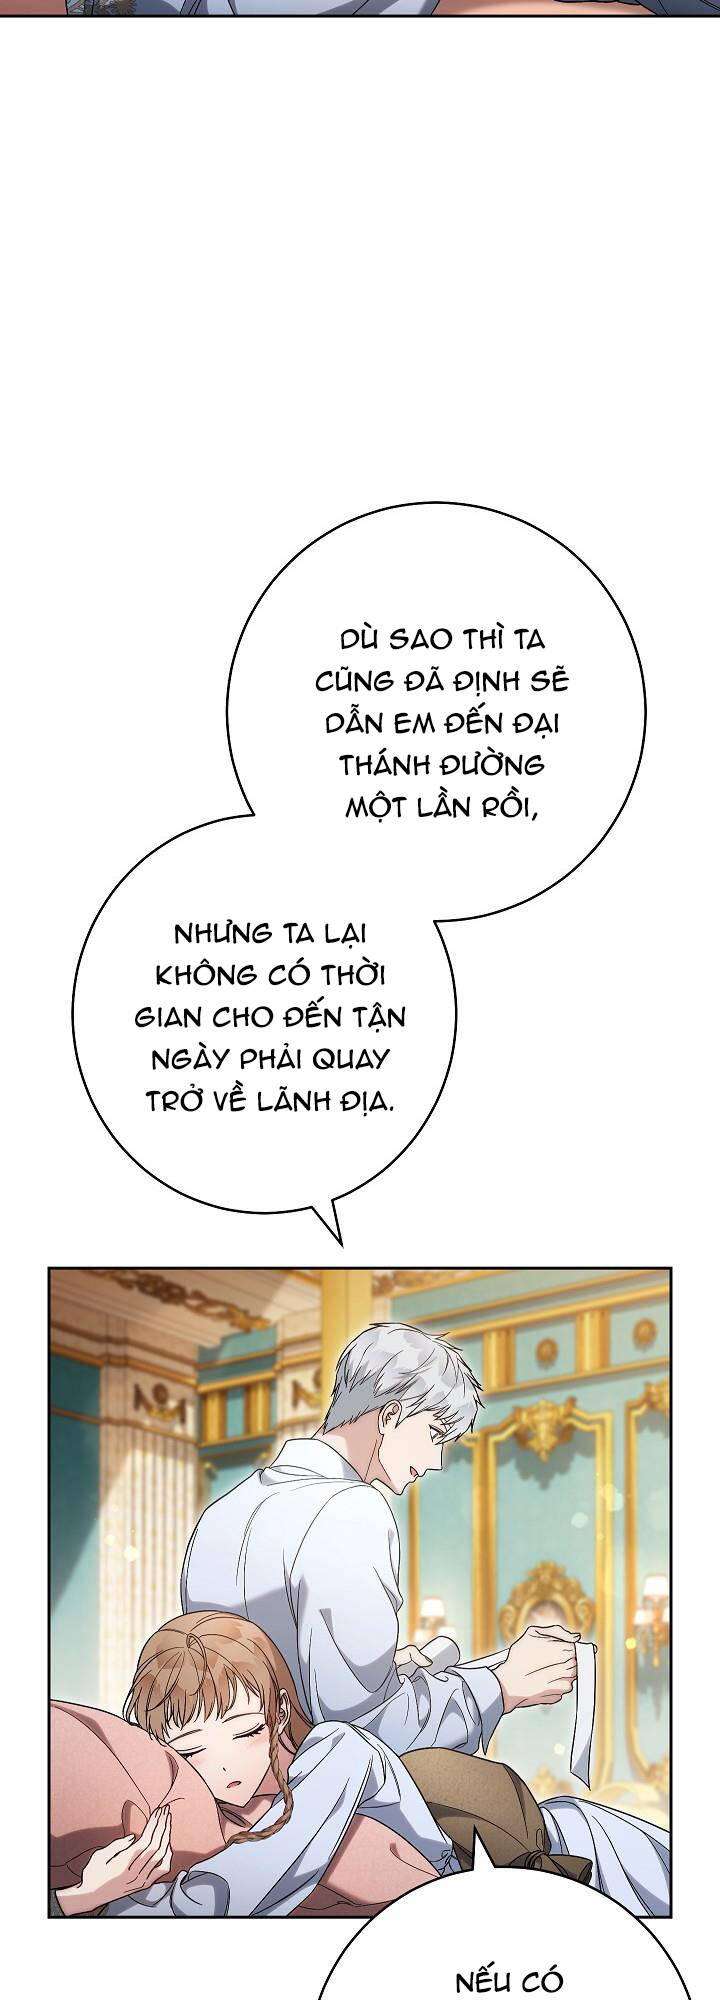 DÙ SAO THÌ TA
CŨNG ĐÃ ĐỊNH SẼ
DẪN EM ĐẾN ĐẠI
THÁNH ĐƯỜNG
MỘT LẦN RỒI,
NHƯNG TA LẠI
KHÔNG CÓ THỜI
GIAN CHO ĐẾN TẬN
NGÀY PHẢI QUAY
TRỞ VỀ LÃNH ĐỊA.
NẾU CÓ